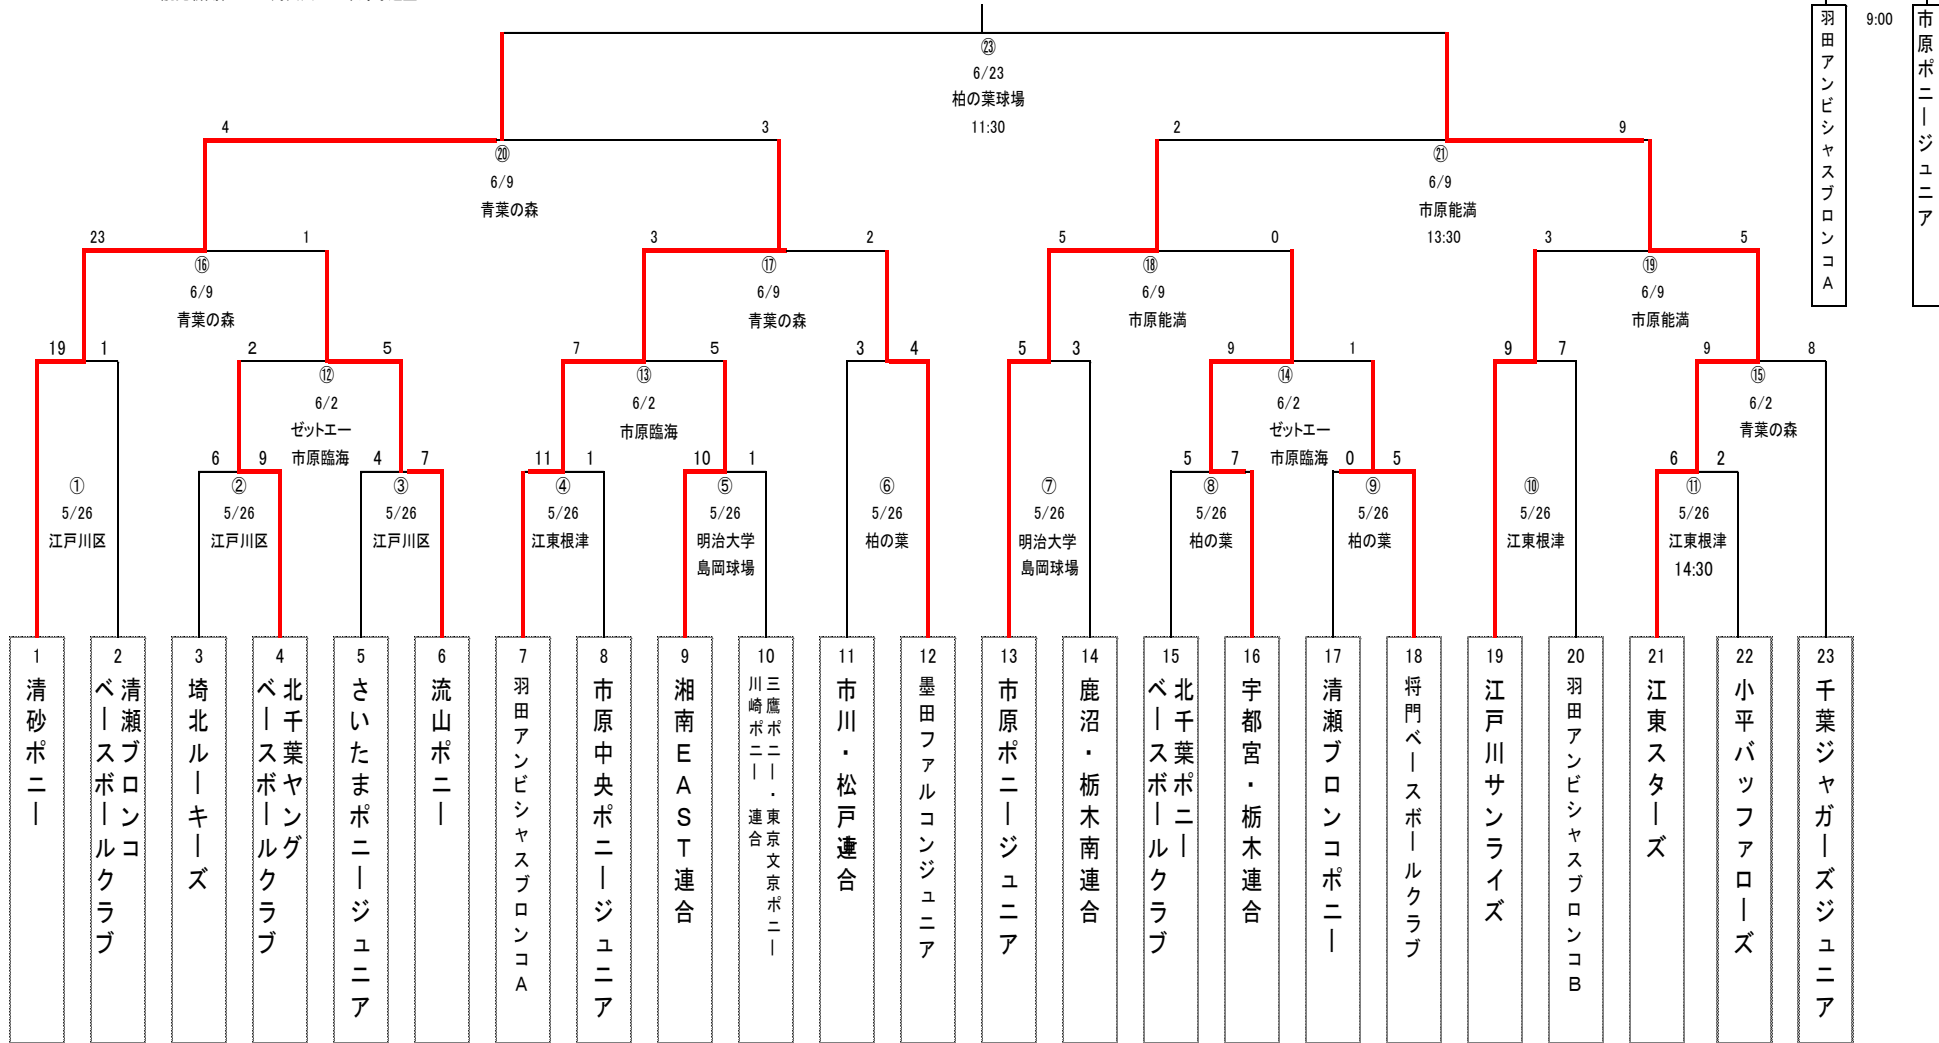 羽田アンビシャスブロンコA
9:00
市原ポニージュニア
㉓
6/23
柏の葉球場
11:30
4
3
2
9
⑳
6/9
青葉の森
㉑
6/9
市原能満
13:30
23
1
3
2
5
0
3
5
⑯
6/9
青葉の森
⑰
6/9
青葉の森
⑱
6/9
市原能満
⑲
6/9
市原能満
19
1
2
5
7
5
3
4
5
3
9
1
9
7
9
8
⑫
6/2
ゼットエー
市原臨海
⑬
6/2
市原臨海
⑭
6/2
ゼットエー
市原臨海
⑮
6/2
青葉の森
6
9
4
7
11
1
10
1
5
7
0
5
6
2
①
5/26
江戸川区
②
5/26
江戸川区
③
5/26
江戸川区
④
5/26
江東根津
⑤
5/26
明治大学
島岡球場
⑥
5/26
柏の葉
⑦
5/26
明治大学
島岡球場
⑧
5/26
柏の葉
⑨
5/26
柏の葉
⑩
5/26
江東根津
⑪
5/26
江東根津
14:30
1
清砂ポニー
2
清瀬ブロンコ
ベースボールクラブ
3
埼北ルーキーズ
4
北千葉ヤング
ベースボールクラブ
5
さいたまポニージュニア
6
流山ポニー
7
羽田アンビシャスブロンコA
8
市原中央ポニージュニア
9
湘南EAST連合
10
三鷹ポニー・東京文京ポニー
川崎ポニー 連合
11
市川・松戸連合
12
墨田ファルコンジュニア
13
市原ポニージュニア
14
鹿沼・栃木南連合
15
北千葉ポニー
ベースボールクラブ
16
宇都宮・栃木連合
17
清瀬ブロンコポニー
18
将門ベースボールクラブ
19
江戸川サンライズ
20
羽田アンビシャスブロンコB
21
江東スターズ
22
小平バッファローズ
23
千葉ジャガーズジュニア